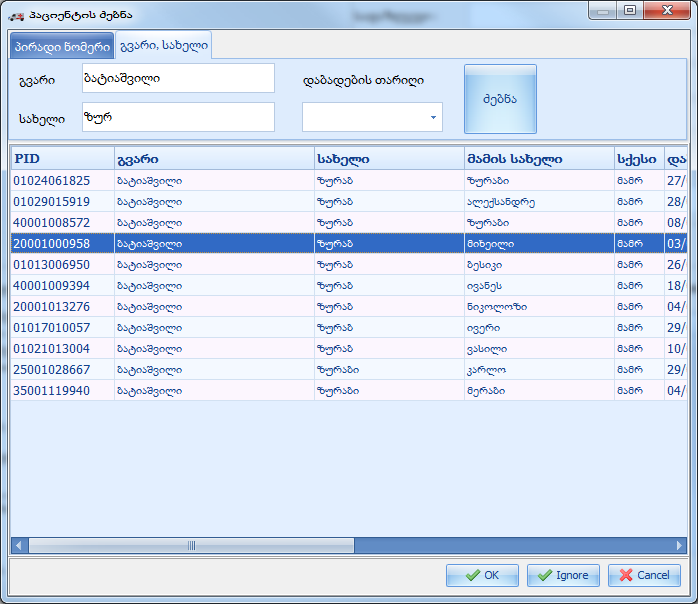 პაციენტის ძებნა
პირადი ნომერი გვარი, სახელი
გვარი ბატიაშვილი დაბადების თარიღი ძებნა
სახელი ზურ
PID გვარი სახელი მამის სახელი სქესი და
01024061825 ბატიაშვილი ზურაბ ზურაბი მამრ 27/
01029015919 ბატიაშვილი ზურაბ ალექსანდრე მამრ 28/
40001008572 ბატიაშვილი ზურაბ ზურაბი მამრ 08/
20001000958 ბატიაშვილი ზურაბ მიხეილი მამრ 03/
01013006950 ბატიაშვილი ზურაბ ბესიკი მამრ 26/
40001009394 ბატიაშვილი ზურაბ ივანეს მამრ 18/
20001013276 ბატიაშვილი ზურაბ ნიკოლოზი მამრ 04/
01017010057 ბატიაშვილი ზურაბ ივერი მამრ 29/
01021013004 ბატიაშვილი ზურაბ ვასილი მამრ 10/
25001028667 ბატიაშვილი ზურაბი კარლო მამრ 29/
35001119940 ბატიაშვილი ზურაბი მერაბი მამრ 04/
OK Ignore Cancel